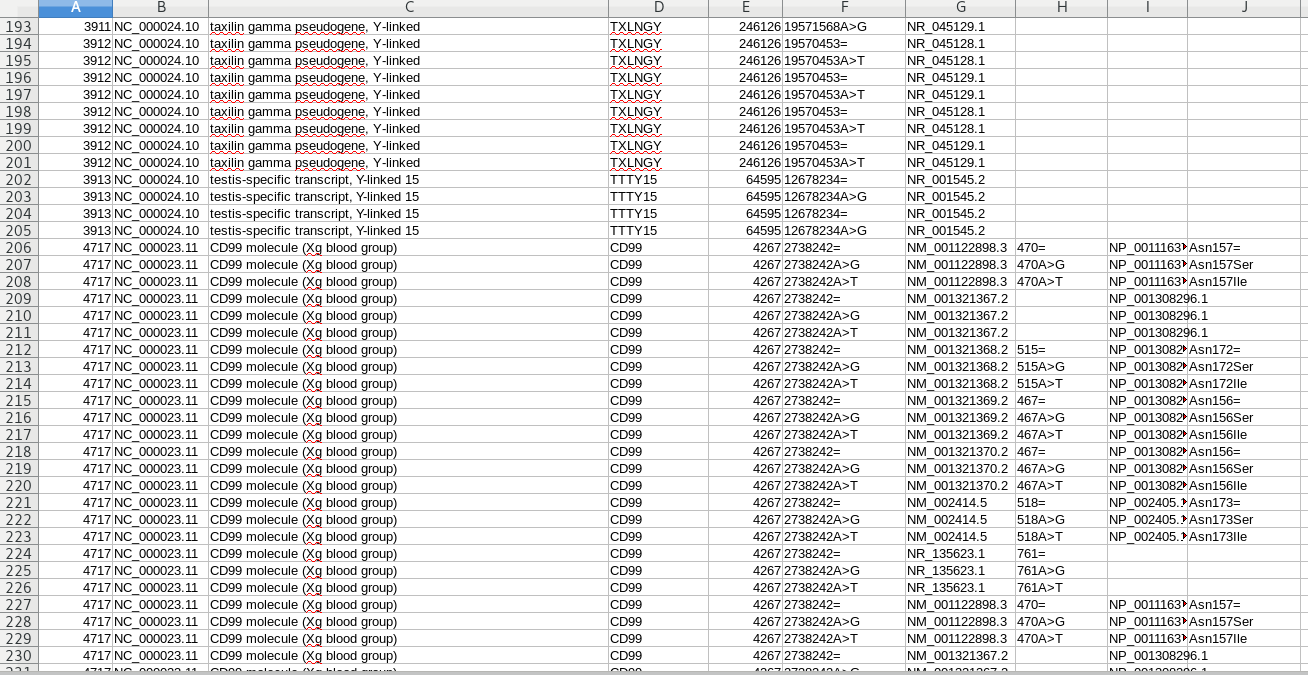 A B C D E F G H I J
193 3911 NC_000024.10 taxilin gamma pseudogene, Y-linked TXLNGY 246126 19571568A>G NR_045129.1
194 3912 NC_000024.10 taxilin gamma pseudogene, Y-linked TXLNGY 246126 19570453= NR_045128.1
195 3912 NC_000024.10 taxilin gamma pseudogene, Y-linked TXLNGY 246126 19570453A>T NR_045128.1
196 3912 NC_000024.10 taxilin gamma pseudogene, Y-linked TXLNGY 246126 19570453= NR_045129.1
197 3912 NC_000024.10 taxilin gamma pseudogene, Y-linked TXLNGY 246126 19570453A>T NR_045129.1
198 3912 NC_000024.10 taxilin gamma pseudogene, Y-linked TXLNGY 246126 19570453= NR_045128.1
199 3912 NC_000024.10 taxilin gamma pseudogene, Y-linked TXLNGY 246126 19570453A>T NR_045128.1
200 3912 NC_000024.10 taxilin gamma pseudogene, Y-linked TXLNGY 246126 19570453= NR_045129.1
201 3912 NC_000024.10 taxilin gamma pseudogene, Y-linked TXLNGY 246126 19570453A>T NR_045129.1
202 3913 NC_000024.10 testis-specific transcript, Y-linked 15 TTTY15 64595 12678234= NR_001545.2
203 3913 NC_000024.10 testis-specific transcript, Y-linked 15 TTTY15 64595 12678234A>G NR_001545.2
204 3913 NC_000024.10 testis-specific transcript, Y-linked 15 TTTY15 64595 12678234= NR_001545.2
205 3913 NC_000024.10 testis-specific transcript, Y-linked 15 TTTY15 64595 12678234A>G NR_001545.2
206 4717 NC_000023.11 CD99 molecule (Xg blood group) CD99 4267 2738242= NM_001122898.3 470= NP_0011163 Asn157=
207 4717 NC_000023.11 CD99 molecule (Xg blood group) CD99 4267 2738242A>G NM_001122898.3 470A>G NP_0011163 Asn157Ser
208 4717 NC_000023.11 CD99 molecule (Xg blood group) CD99 4267 2738242A>T NM_001122898.3 470A>T NP_0011163 Asn157Ile
209 4717 NC_000023.11 CD99 molecule (Xg blood group) CD99 4267 2738242= NM_001321367.2 NP_001308296.1
210 4717 NC_000023.11 CD99 molecule (Xg blood group) CD99 4267 2738242A>G NM_001321367.2 NP_001308296.1
211 4717 NC_000023.11 CD99 molecule (Xg blood group) CD99 4267 2738242A>T NM_001321367.2 NP_001308296.1
212 4717 NC_000023.11 CD99 molecule (Xg blood group) CD99 4267 2738242= NM_001321368.2 515= NP_0013082 Asn172=
213 4717 NC_000023.11 CD99 molecule (Xg blood group) CD99 4267 2738242A>G NM_001321368.2 515A>G NP_0013082 Asn172Ser
214 4717 NC_000023.11 CD99 molecule (Xg blood group) CD99 4267 2738242A>T NM_001321368.2 515A>T NP_0013082 Asn172Ile
215 4717 NC_000023.11 CD99 molecule (Xg blood group) CD99 4267 2738242= NM_001321369.2 467= NP_0013082 Asn156=
216 4717 NC_000023.11 CD99 molecule (Xg blood group) CD99 4267 2738242A>G NM_001321369.2 467A>G NP_0013082 Asn156Ser
217 4717 NC_000023.11 CD99 molecule (Xg blood group) CD99 4267 2738242A>T NM_001321369.2 467A>T NP_0013082 Asn156Ile
218 4717 NC_000023.11 CD99 molecule (Xg blood group) CD99 4267 2738242= NM_001321370.2 467= NP_0013082 Asn156=
219 4717 NC_000023.11 CD99 molecule (Xg blood group) CD99 4267 2738242A>G NM_001321370.2 467A>G NP_0013082 Asn156Ser
220 4717 NC_000023.11 CD99 molecule (Xg blood group) CD99 4267 2738242A>T NM_001321370.2 467A>T NP_0013082 Asn156Ile
221 4717 NC_000023.11 CD99 molecule (Xg blood group) CD99 4267 2738242= NM_002414.5 518= NP_002405. Asn173=
222 4717 NC_000023.11 CD99 molecule (Xg blood group) CD99 4267 2738242A>G NM_002414.5 518A>G NP_002405. Asn173Ser
223 4717 NC_000023.11 CD99 molecule (Xg blood group) CD99 4267 2738242A>T NM_002414.5 518A>T NP_002405. Asn173Ile
224 4717 NC_000023.11 CD99 molecule (Xg blood group) CD99 4267 2738242= NR_135623.1 761=
225 4717 NC_000023.11 CD99 molecule (Xg blood group) CD99 4267 2738242A>G NR_135623.1 761A>G
226 4717 NC_000023.11 CD99 molecule (Xg blood group) CD99 4267 2738242A>T NR_135623.1 761A>T
227 4717 NC_000023.11 CD99 molecule (Xg blood group) CD99 4267 2738242= NM_001122898.3 470= NP_0011163 Asn157=
228 4717 NC_000023.11 CD99 molecule (Xg blood group) CD99 4267 2738242A>G NM_001122898.3 470A>G NP_0011163 Asn157Ser
229 4717 NC_000023.11 CD99 molecule (Xg blood group) CD99 4267 2738242A>T NM_001122898.3 470A>T NP_0011163 Asn157Ile
230 4717 NC_000023.11 CD99 molecule (Xg blood group) CD99 4267 2738242= NM_001321367.2 NP_001308296.1